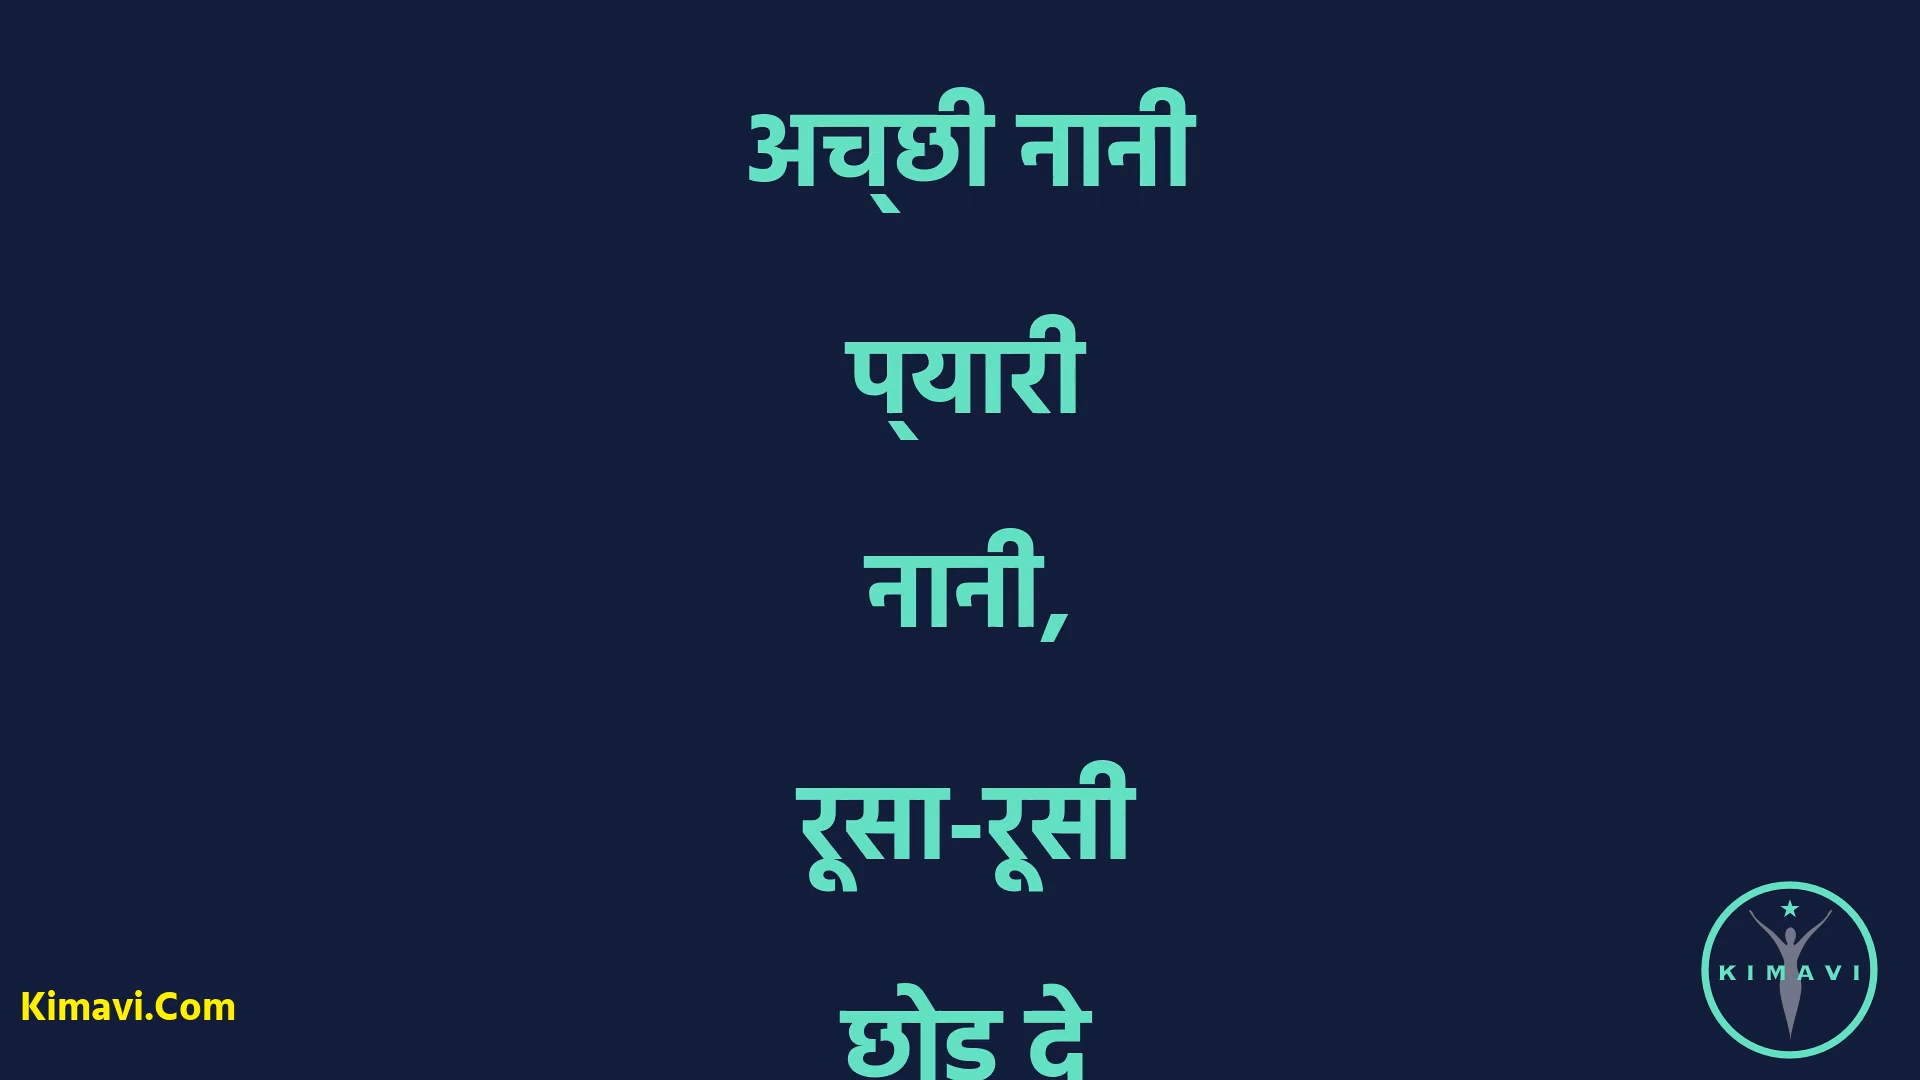 अच्छी नानी
प्यारी
नानी,
रूसा-रूसी
छोड दे
Kimavi.Com
KIMAVI